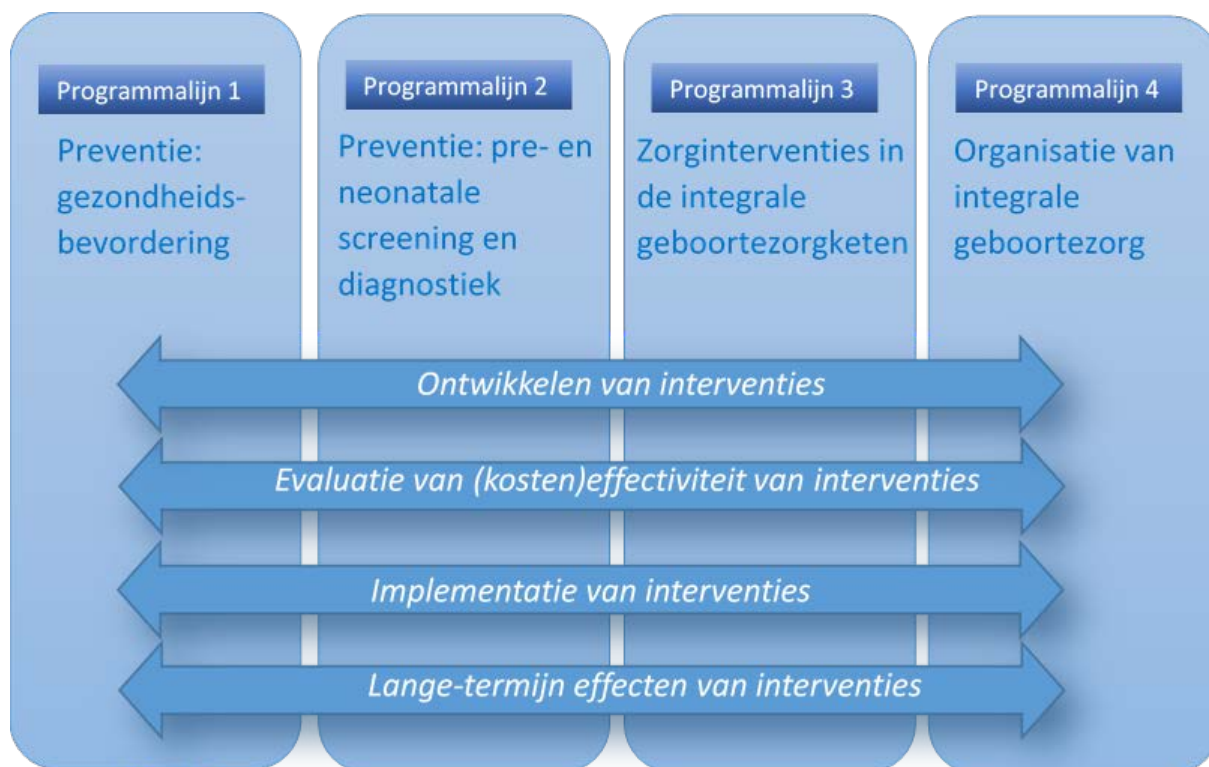 Programmalijn 1
Preventie:
gezondheids-
bevordering
Programmalijn 2
Preventie: pre- en
neonatale
screening en
diagnostiek
Programmalijn 3
Zorginterventies in
de integrale
geboortezorgketen
Programmalijn 4
Organisatie van
integrale
geboortezorg
Ontwikkelen van interventies
Evaluatie van (kosten)effectiviteit van interventies
Implementatie van interventies
Lange-termijn effecten van interventies